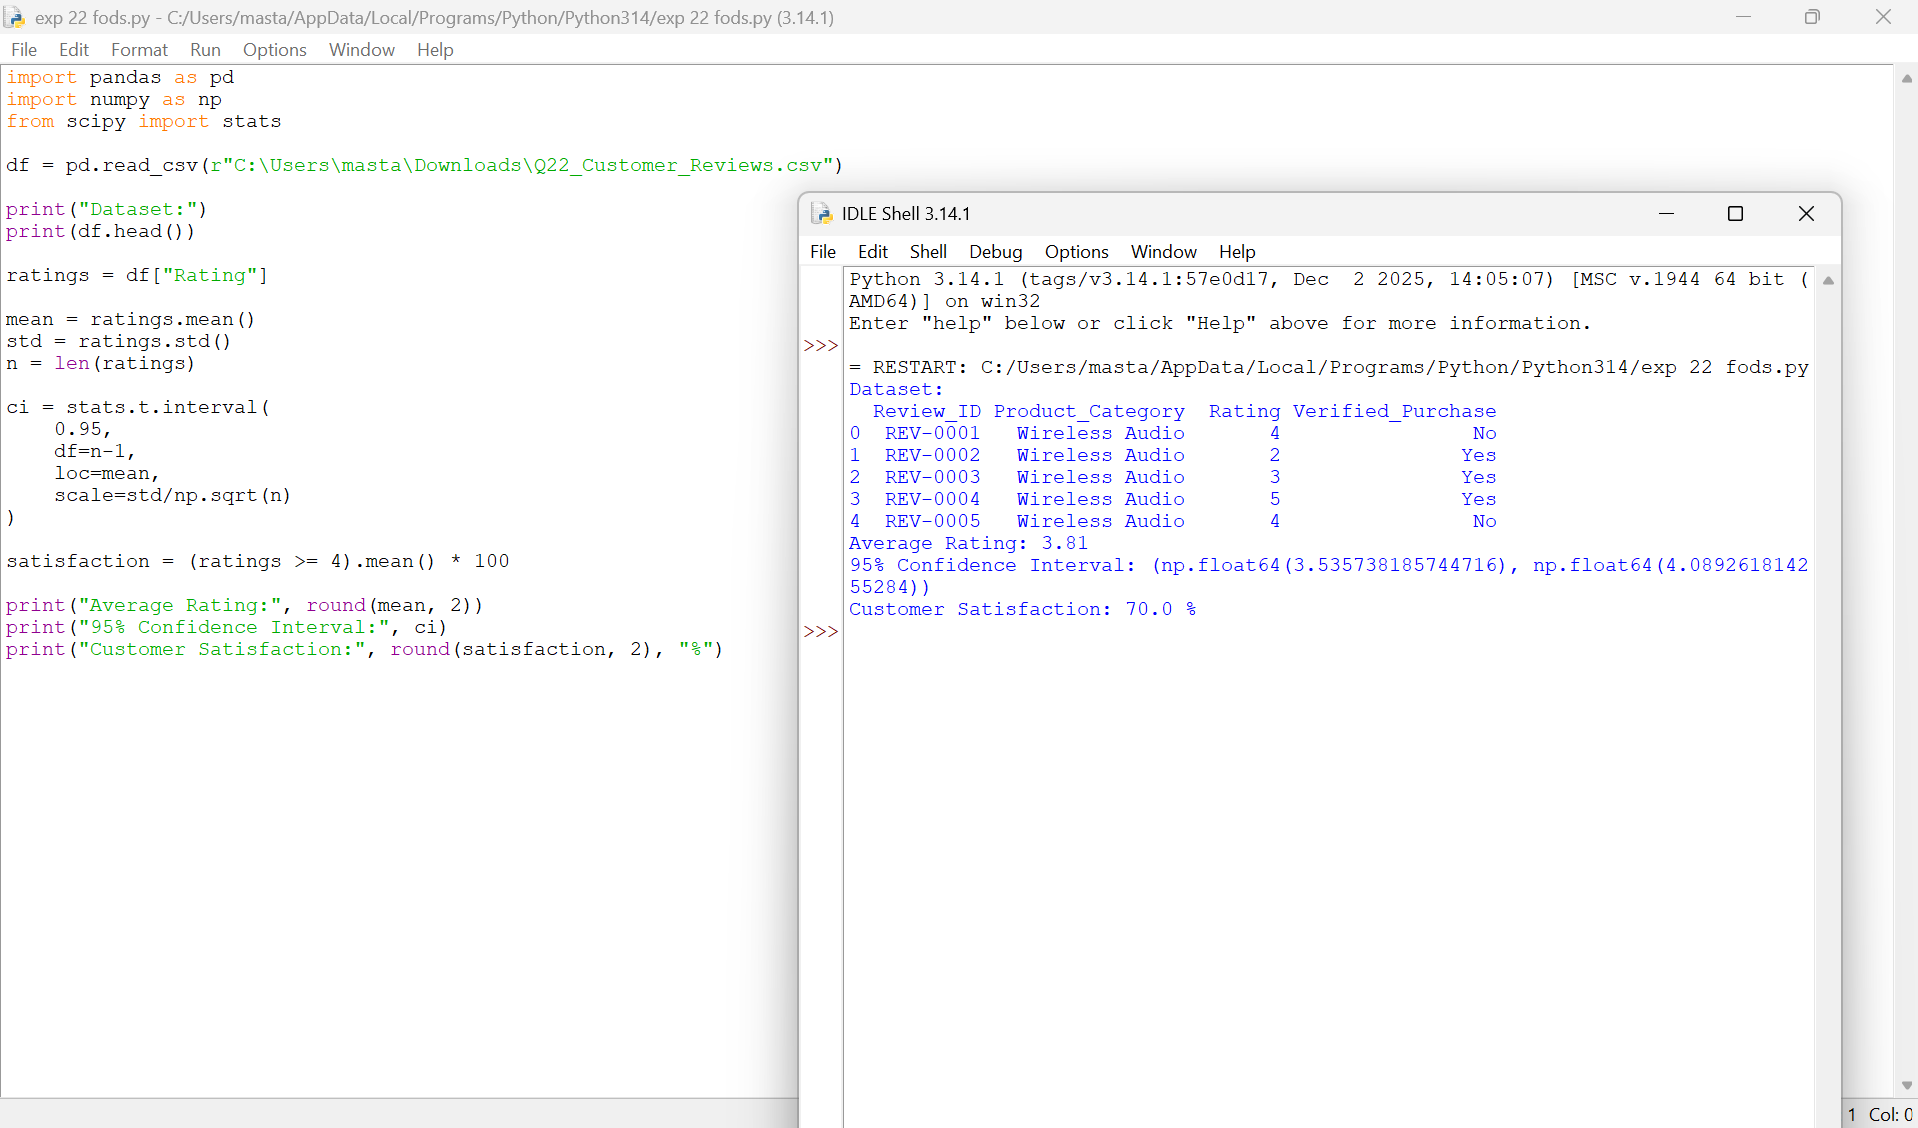 exp 22 fods.py - C:/Users/masta/AppData/Local/Programs/Python/Python314/exp 22 fods.py (3.14.1)
File Edit Format Run Options Window Help
import pandas as pd
import numpy as np
from scipy import stats
df = pd.read_csv(r"C:\Users\masta\Downloads\Q22_Customer_Reviews.csv")
print("Dataset:")
print(df.head())
ratings = df["Rating"]
mean = ratings.mean()
std = ratings.std()
n = len(ratings)
ci = stats.t.interval(
    0.95,
    df=n-1,
    loc=mean,
    scale=std/np.sqrt(n)
)
satisfaction = (ratings >= 4).mean() * 100
print("Average Rating:", round(mean, 2))
print("95% Confidence Interval:", ci)
print("Customer Satisfaction:", round(satisfaction, 2), "%")
IDLE Shell 3.14.1
File Edit Shell Debug Options Window Help
Python 3.14.1 (tags/v3.14.1:57e0d17, Dec  2 2025, 14:05:07) [MSC v.1944 64 bit (
AMD64)] on win32
Enter "help" below or click "Help" above for more information.
>>>
= RESTART: C:/Users/masta/AppData/Local/Programs/Python/Python314/exp 22 fods.py
Dataset:
  Review_ID Product_Category  Rating Verified_Purchase
0  REV-0001   Wireless Audio       4                No
1  REV-0002   Wireless Audio       2               Yes
2  REV-0003   Wireless Audio       3               Yes
3  REV-0004   Wireless Audio       5               Yes
4  REV-0005   Wireless Audio       4                No
Average Rating: 3.81
95% Confidence Interval: (np.float64(3.535738185744716), np.float64(4.0892618142
55284))
Customer Satisfaction: 70.0 %
>>>
1 Col: 0